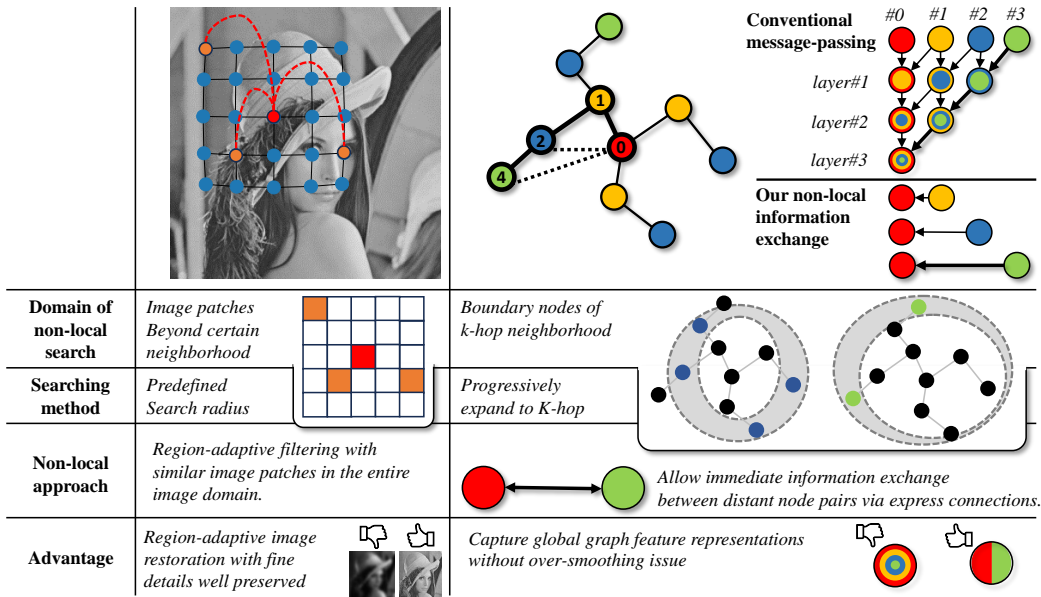 Conventional
message-passing
#0 #1 #2 #3
layer#1
layer#2
layer#3
1
2
0
4
Our non-local
information
exchange
Domain of
non-local
search
Image patches
Beyond certain
neighborhood
Boundary nodes of
k-hop neighborhood
Searching
method
Predefined
Search radius
Progressively
expand to K-hop
Non-local
approach
Region-adaptive filtering with
similar image patches in the entire
image domain.
Allow immediate information exchange
between distant node pairs via express connections.
Advantage
Region-adaptive image
restoration with fine
details well preserved
Capture global graph feature representations
without over-smoothing issue